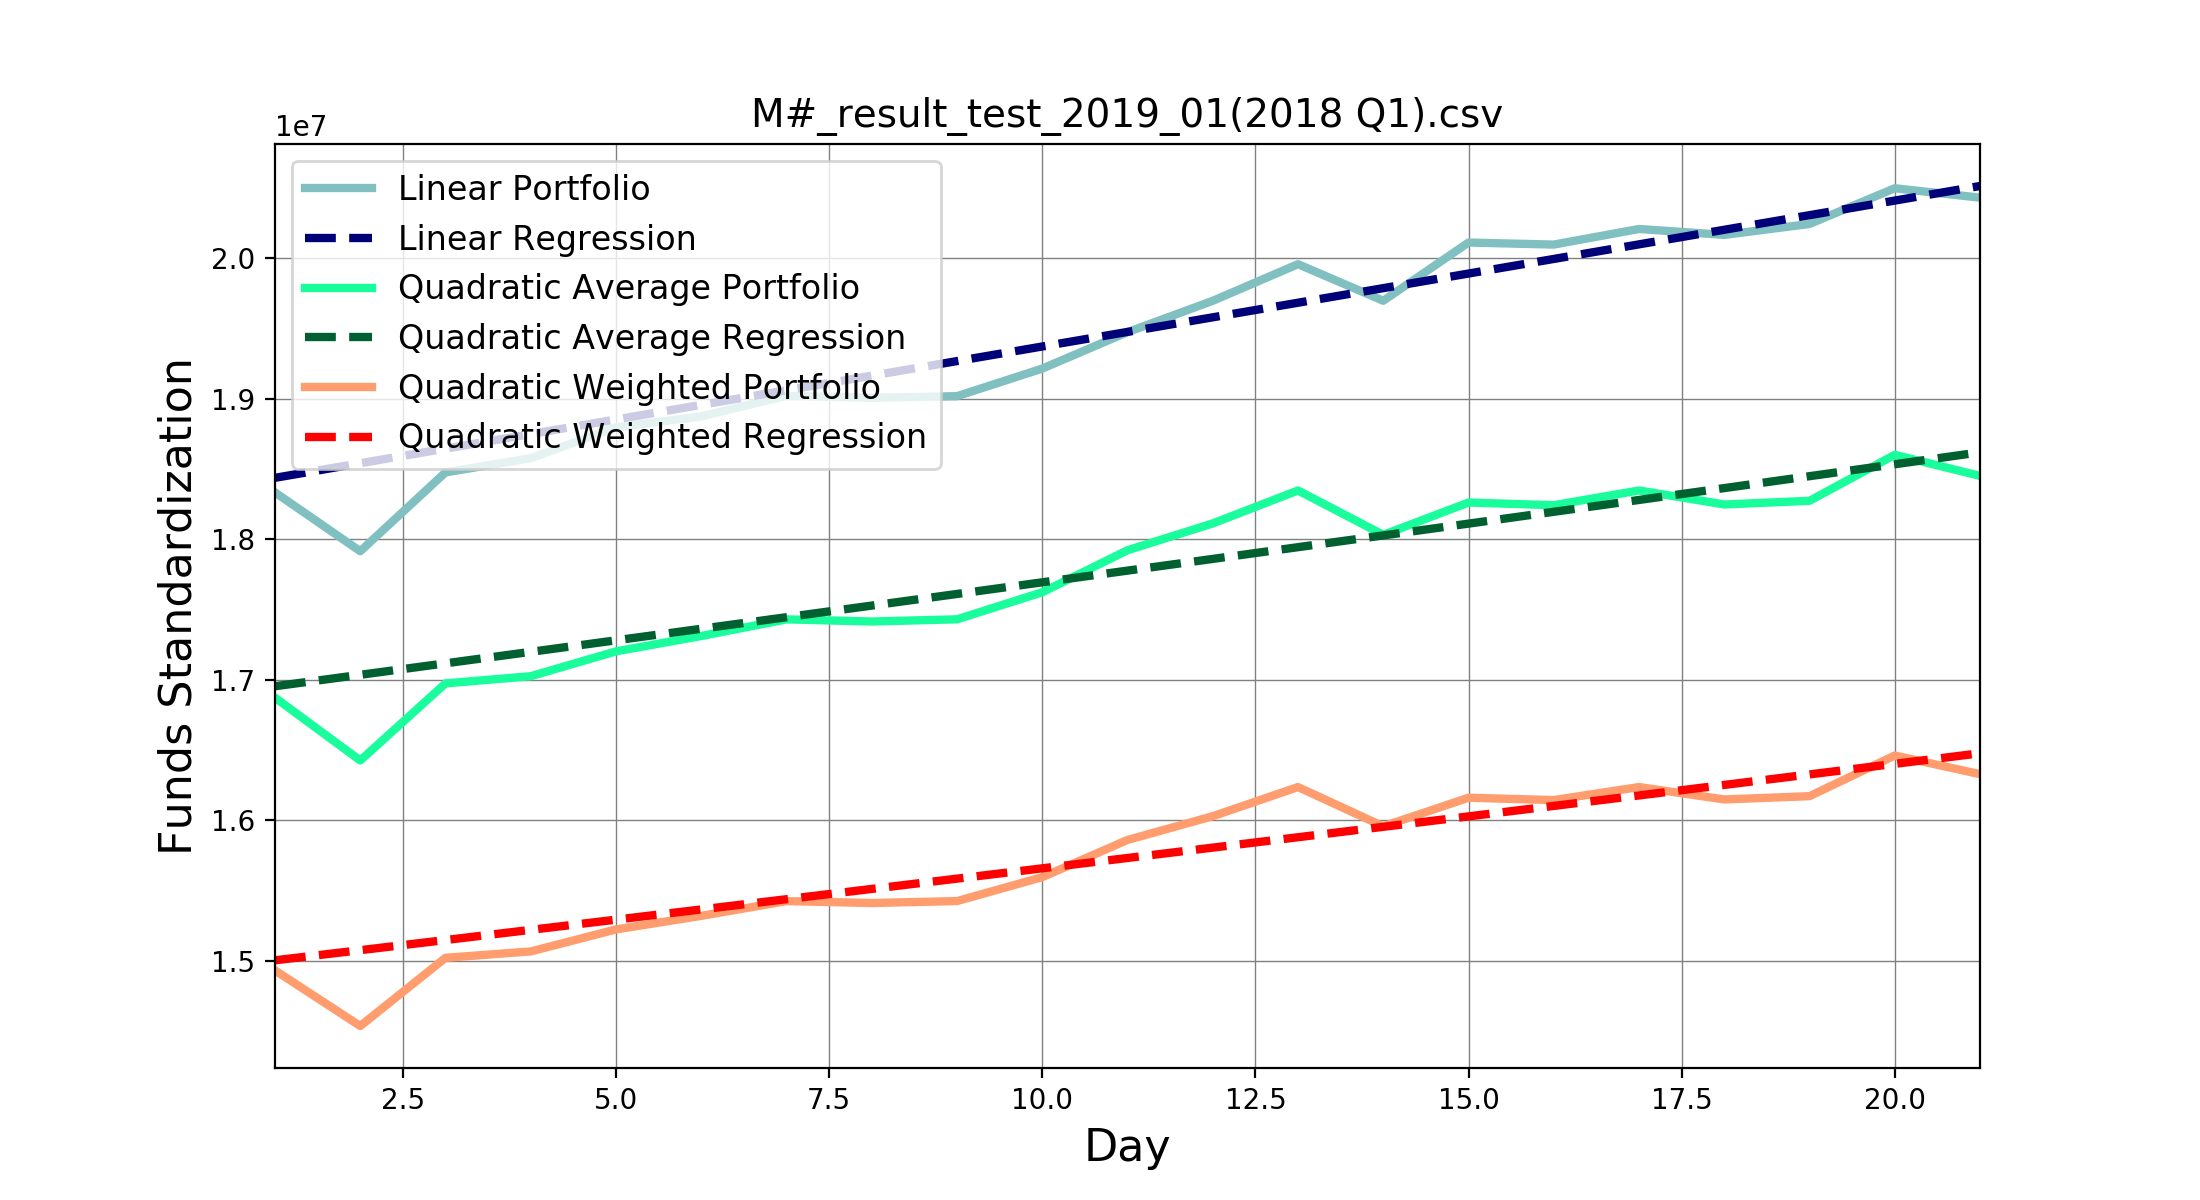 M#_result_test_2019_01(2018 Q1).csv
1e7
Linear Portfolio
Linear Regression
Quadratic Average Portfolio
Quadratic Average Regression
Quadratic Weighted Portfolio
Quadratic Weighted Regression
Funds Standardization
2.0
1.9
1.8
1.7
1.6
1.5
2.5 5.0 7.5 10.0 12.5 15.0 17.5 20.0
Day